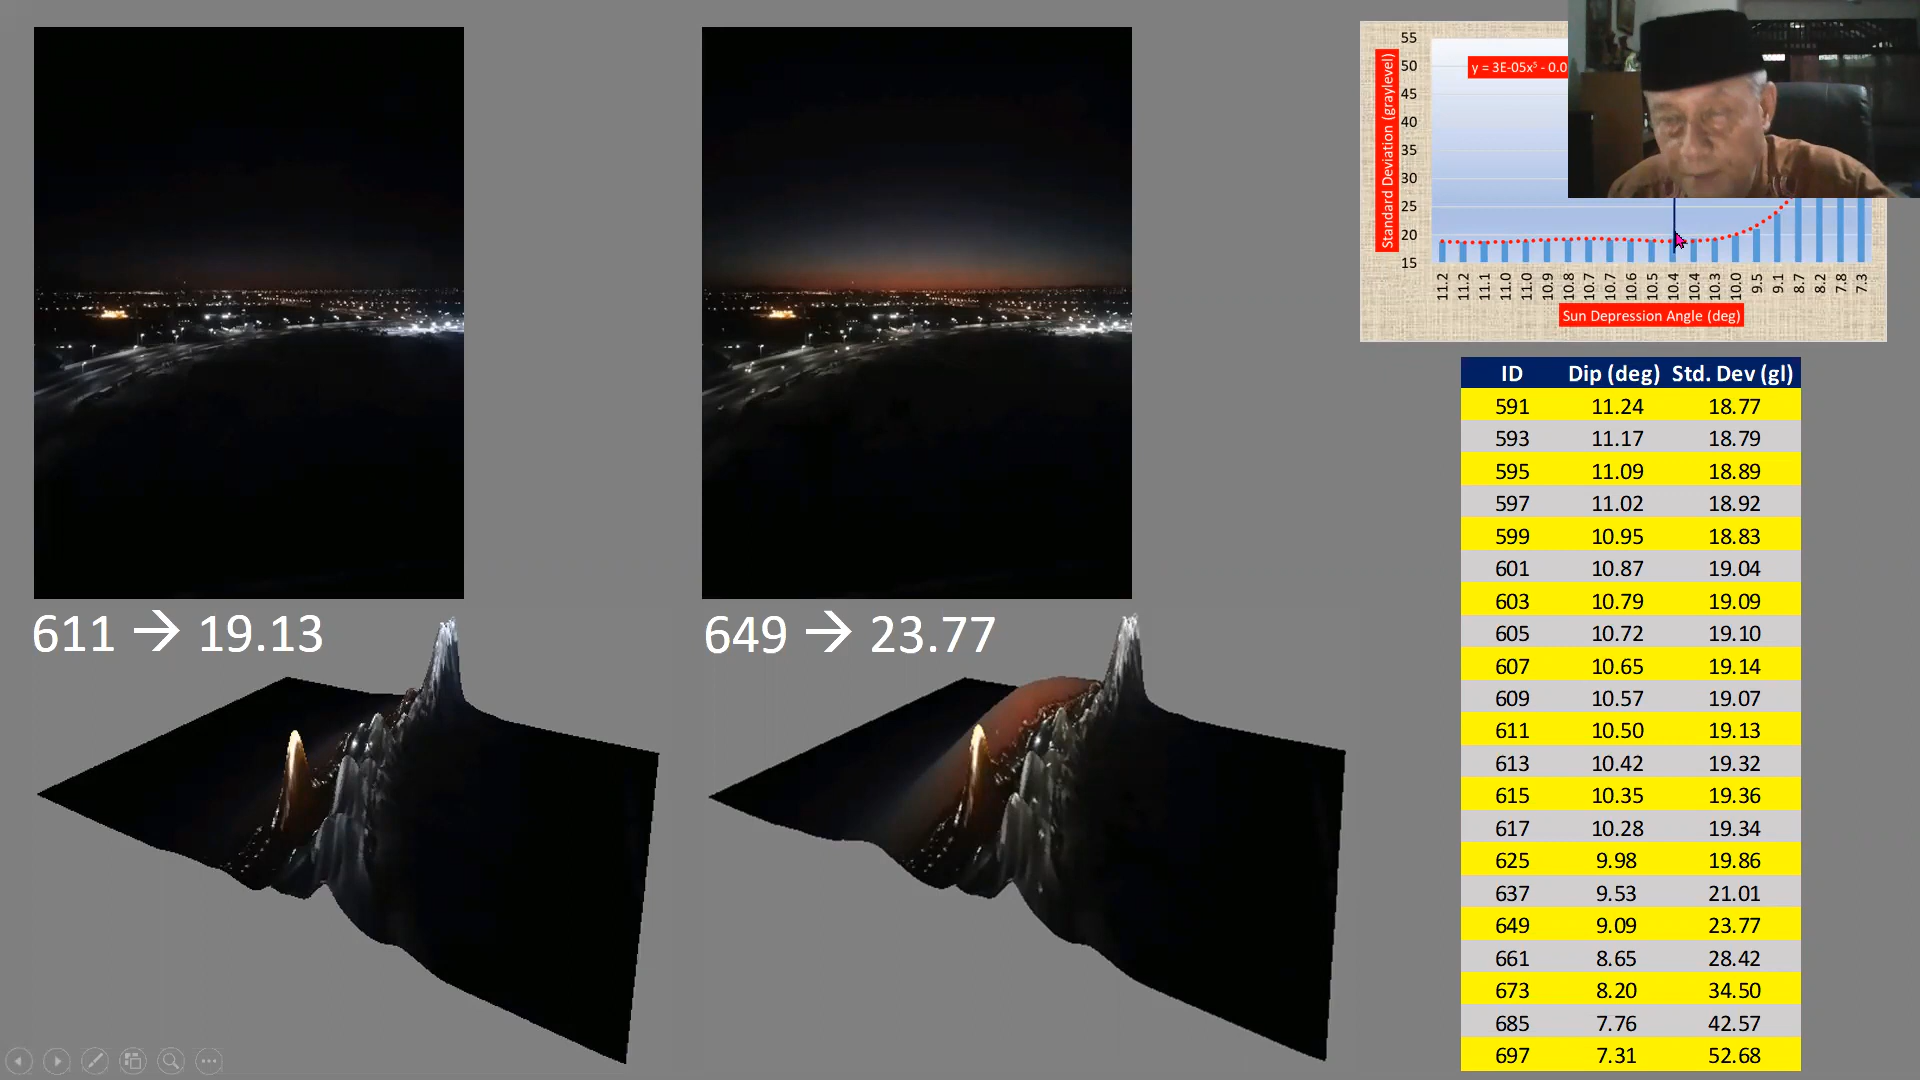 55
y = 3E-05x⁵ - 0.0
50
45
40
35
30
25
20
15
Standard Deviation (graylevel)
11.2 11.2 11.1 11.0 11.0 10.9 10.8 10.7 10.7 10.6 10.5 10.4 10.4 10.3 10.0 9.5 9.1 8.7 8.2 7.8 7.3
Sun Depression Angle (deg)
611 → 19.13
649 → 23.77
ID Dip (deg) Std. Dev (gl)
591 11.24 18.77
593 11.17 18.79
595 11.09 18.89
597 11.02 18.92
599 10.95 18.83
601 10.87 19.04
603 10.79 19.09
605 10.72 19.10
607 10.65 19.14
609 10.57 19.07
611 10.50 19.13
613 10.42 19.32
615 10.35 19.36
617 10.28 19.34
625 9.98 19.86
637 9.53 21.01
649 9.09 23.77
661 8.65 28.42
673 8.20 34.50
685 7.76 42.57
697 7.31 52.68